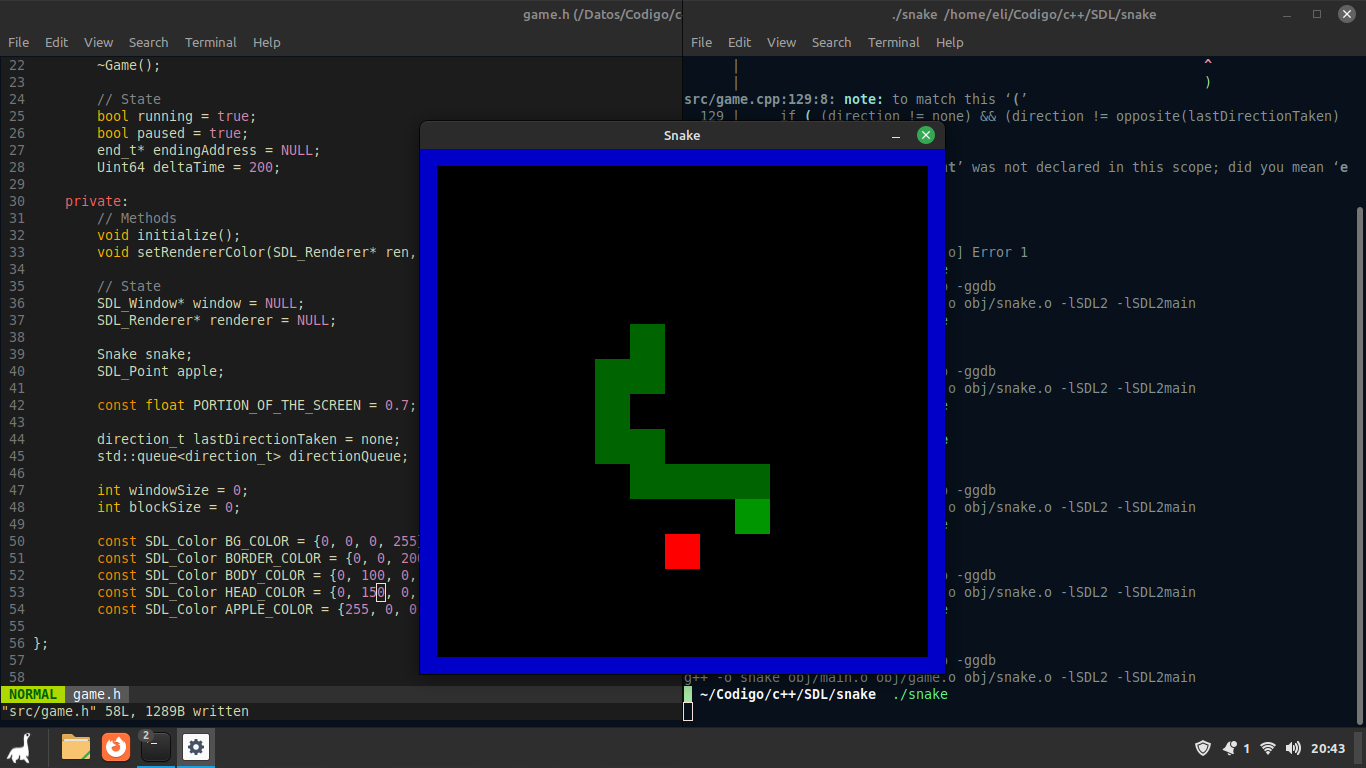 game.h (/Datos/Codigo/c
File Edit View Search Terminal Help
22 ~Game();
23
24 // State
25 bool running = true;
26 bool paused = true;
27 end_t* endingAddress = NULL;
28 Uint64 deltaTime = 200;
29
30 private:
31 // Methods
32 void initialize();
33 void setRendererColor(SDL_Renderer* ren,
34
35 // State
36 SDL_Window* window = NULL;
37 SDL_Renderer* renderer = NULL;
38
39 Snake snake;
40 SDL_Point apple;
41
42 const float PORTION_OF_THE_SCREEN = 0.7;
43
44 direction_t lastDirectionTaken = none;
45 std::queue<direction_t> directionQueue;
46
47 int windowSize = 0;
48 int blockSize = 0;
49
50 const SDL_Color BG_COLOR = {0, 0, 0, 255
51 const SDL_Color BORDER_COLOR = {0, 0, 200
52 const SDL_Color BODY_COLOR = {0, 100, 0,
53 const SDL_Color HEAD_COLOR = {0, 150, 0,
54 const SDL_Color APPLE_COLOR = {255, 0, 0
55
56 };
57
58
NORMAL game.h
"src/game.h" 58L, 1289B written
Snake
./snake /home/eli/Codigo/c++/SDL/snake
File Edit View Search Terminal Help
| ^
| )
src/game.cpp:129:8: note: to match this ‘(’
129 | if ( (direction != none) && (direction != opposite(lastDirectionTaken)
t’ was not declared in this scope; did you mean ‘e
o] Error 1
-ggdb
o obj/snake.o -lSDL2 -lSDL2main
-ggdb
o obj/snake.o -lSDL2 -lSDL2main
-ggdb
o obj/snake.o -lSDL2 -lSDL2main
-ggdb
o obj/snake.o -lSDL2 -lSDL2main
-ggdb
g++ -o snake obj/main.o obj/game.o obj/snake.o -lSDL2 -lSDL2main
~/Codigo/c++/SDL/snake ./snake
2
1 20:43